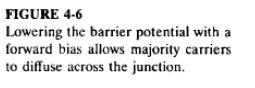 FIGURE 4-6
Lowering the barrier potential with a
forward bias allows majority carriers
to diffuse across the junction.